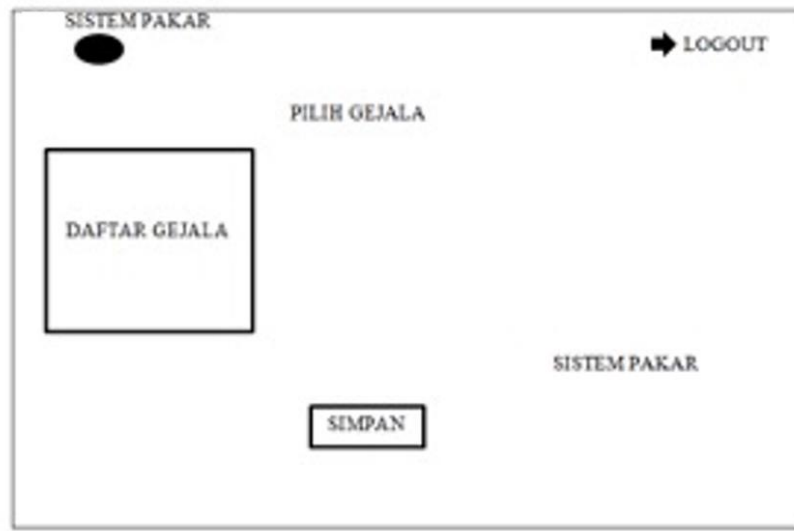 SISTEM PAKAR
LOGOUT
PILIH GEJALA
DAFTAR GEJALA
SISTEM PAKAR
SIMPAN